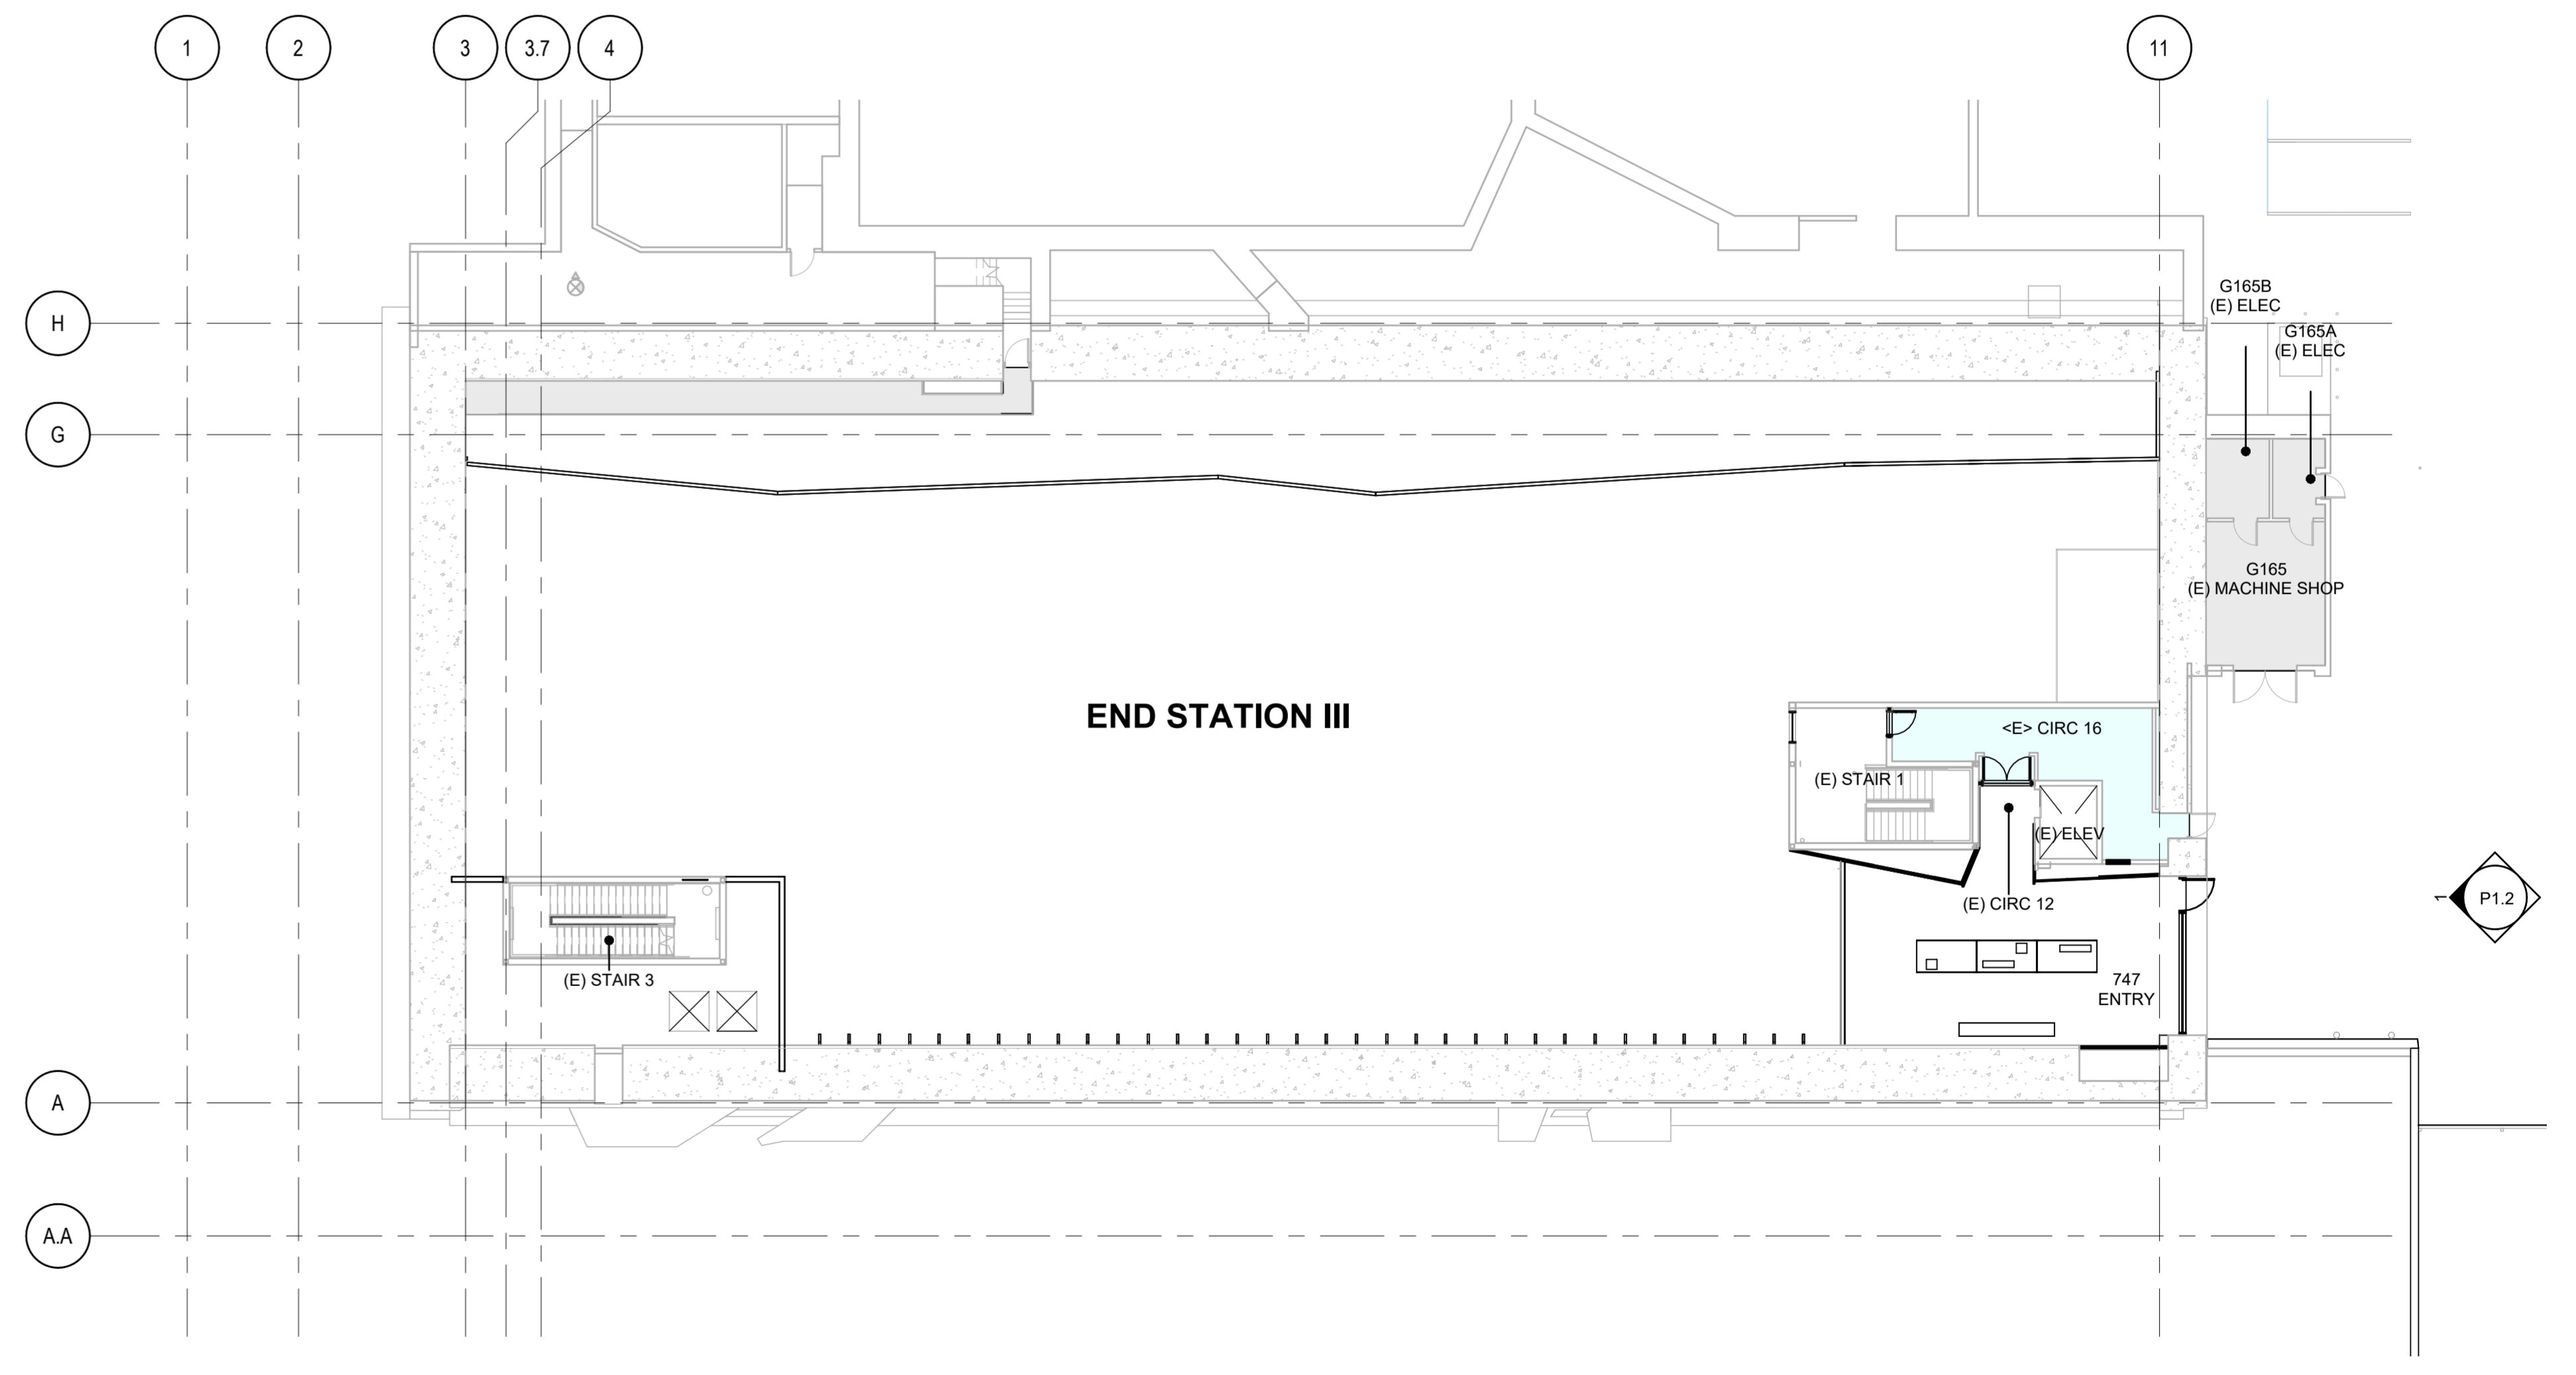 1
2
3
3.7
4
11
H
G165B
(E) ELEC
G165A
(E) ELEC
G
G165
(E) MACHINE SHOP
END STATION III
<E> CIRC 16
(E) STAIR 1
(E) ELEV
(E) CIRC 12
1
P1.2
(E) STAIR 3
747
ENTRY
A
A.A